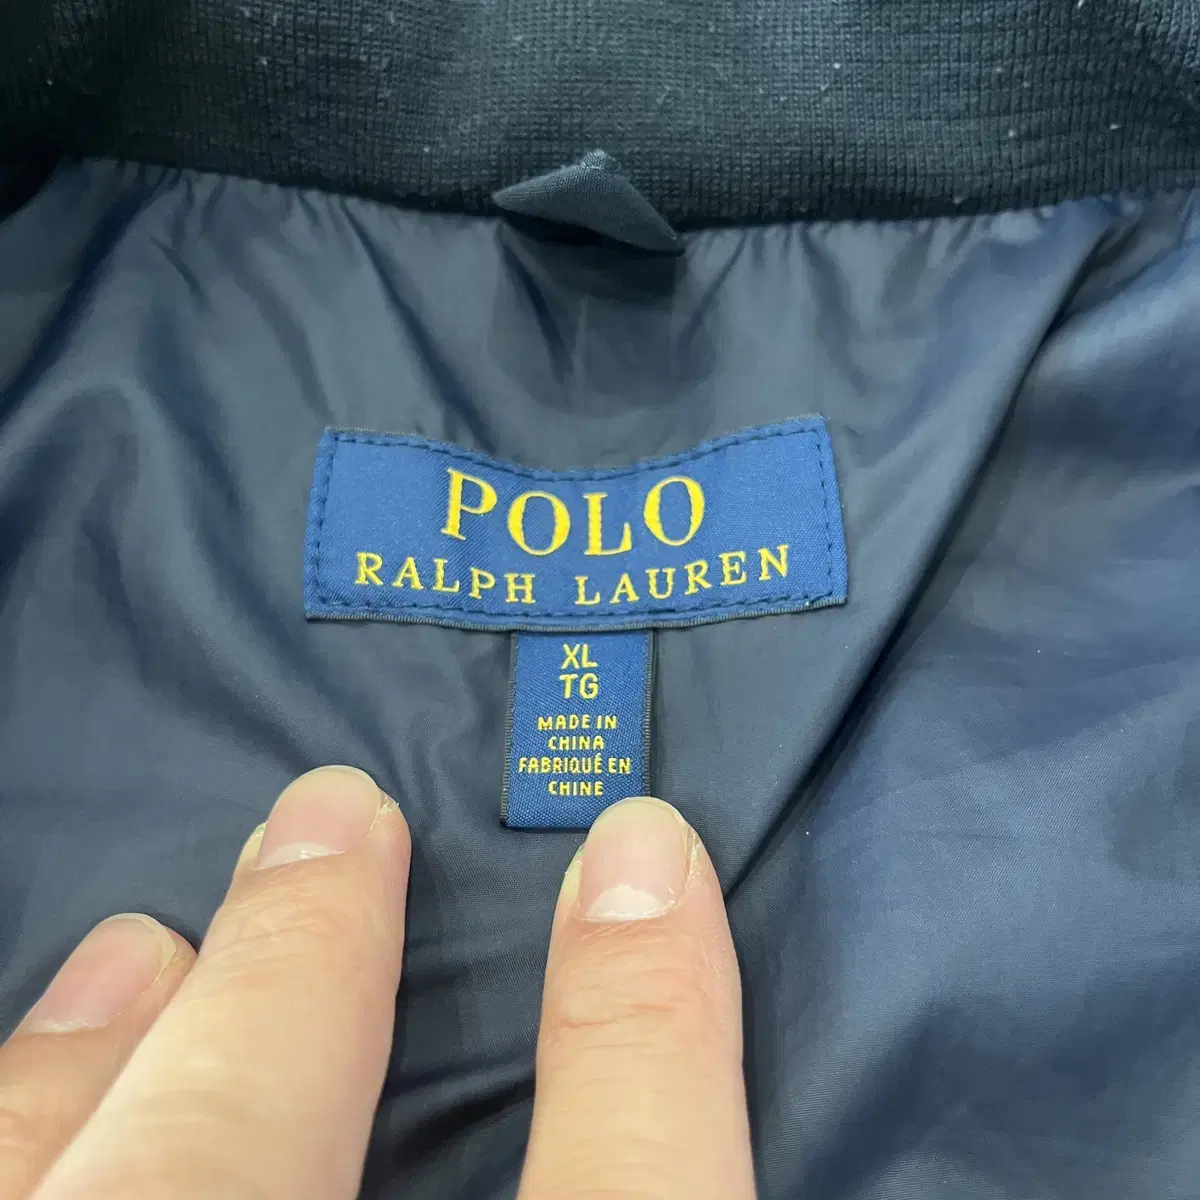 POLO
RALPH LAUREN
XL
TG
MADE IN
CHINA
FABRIQUÉ EN
CHINE